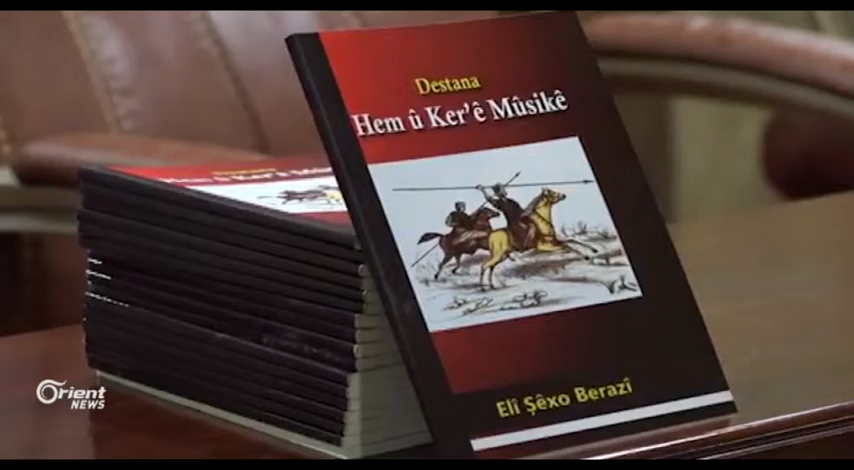 Destana
Hem û Ker'ê Mûsikê
Elî Şêxo Berazî
Orient
NEWS